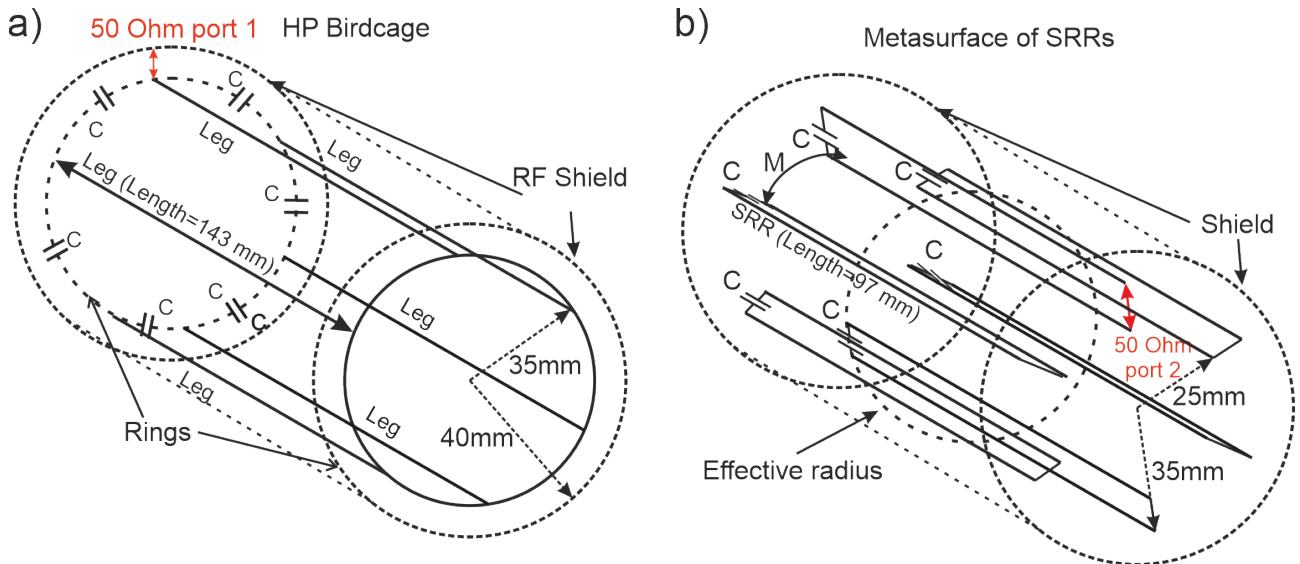 a)
50 Ohm port 1
HP Birdcage
C
C
C
C
C
C
C
C
Leg
Leg
Leg (Length=143 mm)
Leg
Leg
Leg
RF Shield
35mm
40mm
Rings
b)
Metasurface of SRRs
C
C
C
C
C
C
M
SRR (Length=97 mm)
Shield
50 Ohm
port 2
25mm
35mm
Effective radius